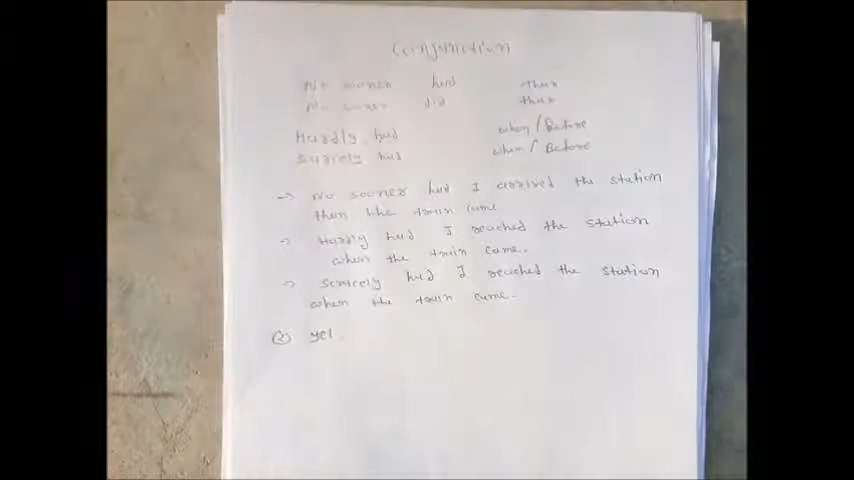 Conjunction
No sooner had than
No sooner did than
Hardly had when / Before
Scarcely had when / Before
→ No sooner had I arrived the station
than the train came
→ Hardly had I reached the station
when the train came.
→ Scarcely had I reached the station
when the train came.
② yet.